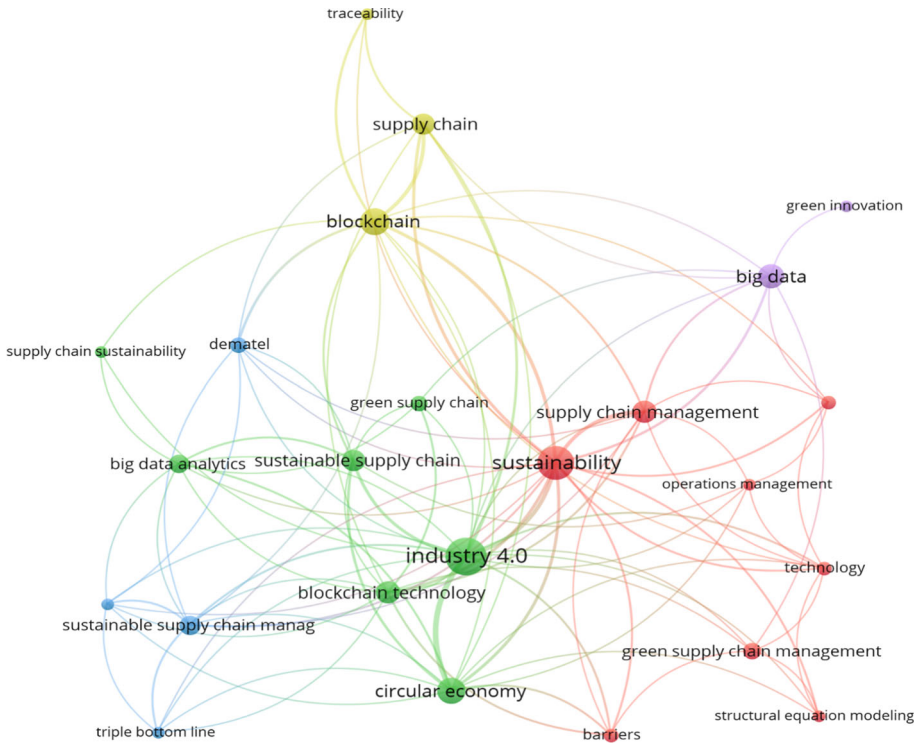 traceability
supply chain
blockchain
green innovation
big data
supply chain sustainability
dematel
green supply chain
supply chain management
big data analytics
sustainable supply chain
sustainability
operations management
industry 4.0
technology
blockchain technology
sustainable supply chain manag
green supply chain management
circular economy
structural equation modeling
triple bottom line
barriers